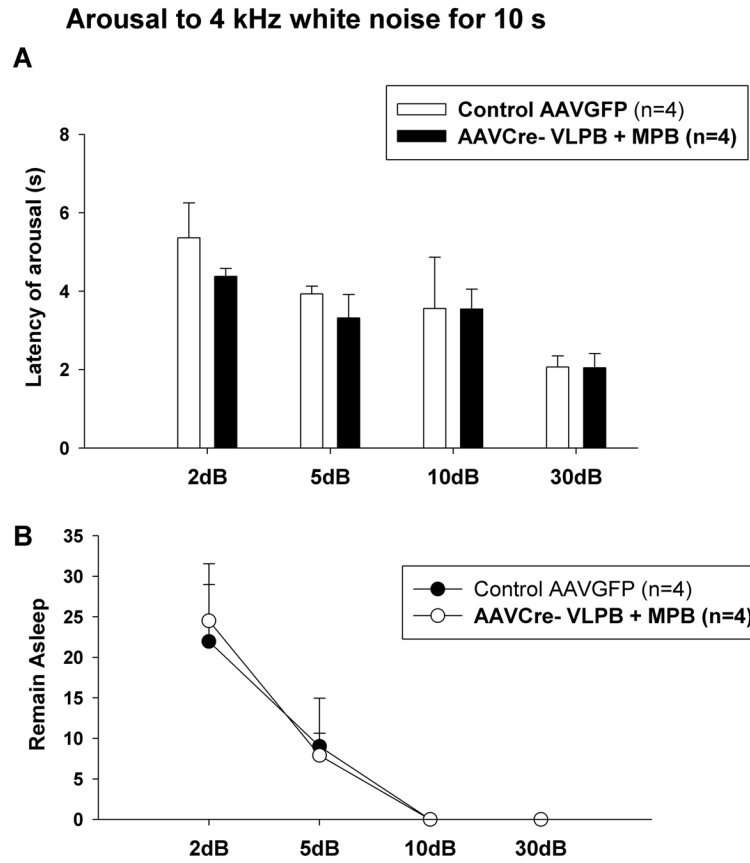 Arousal to 4 kHz white noise for 10 s
A
Control AAVGFP (n=4)
AAVCre- VLPB + MPB (n=4)
Latency of arousal (s)
8
6
4
2
0
2dB 5dB 10dB 30dB
B
Control AAVGFP (n=4)
AAVCre- VLPB + MPB (n=4)
Remain Asleep
35
30
25
20
15
10
5
0
2dB 5dB 10dB 30dB